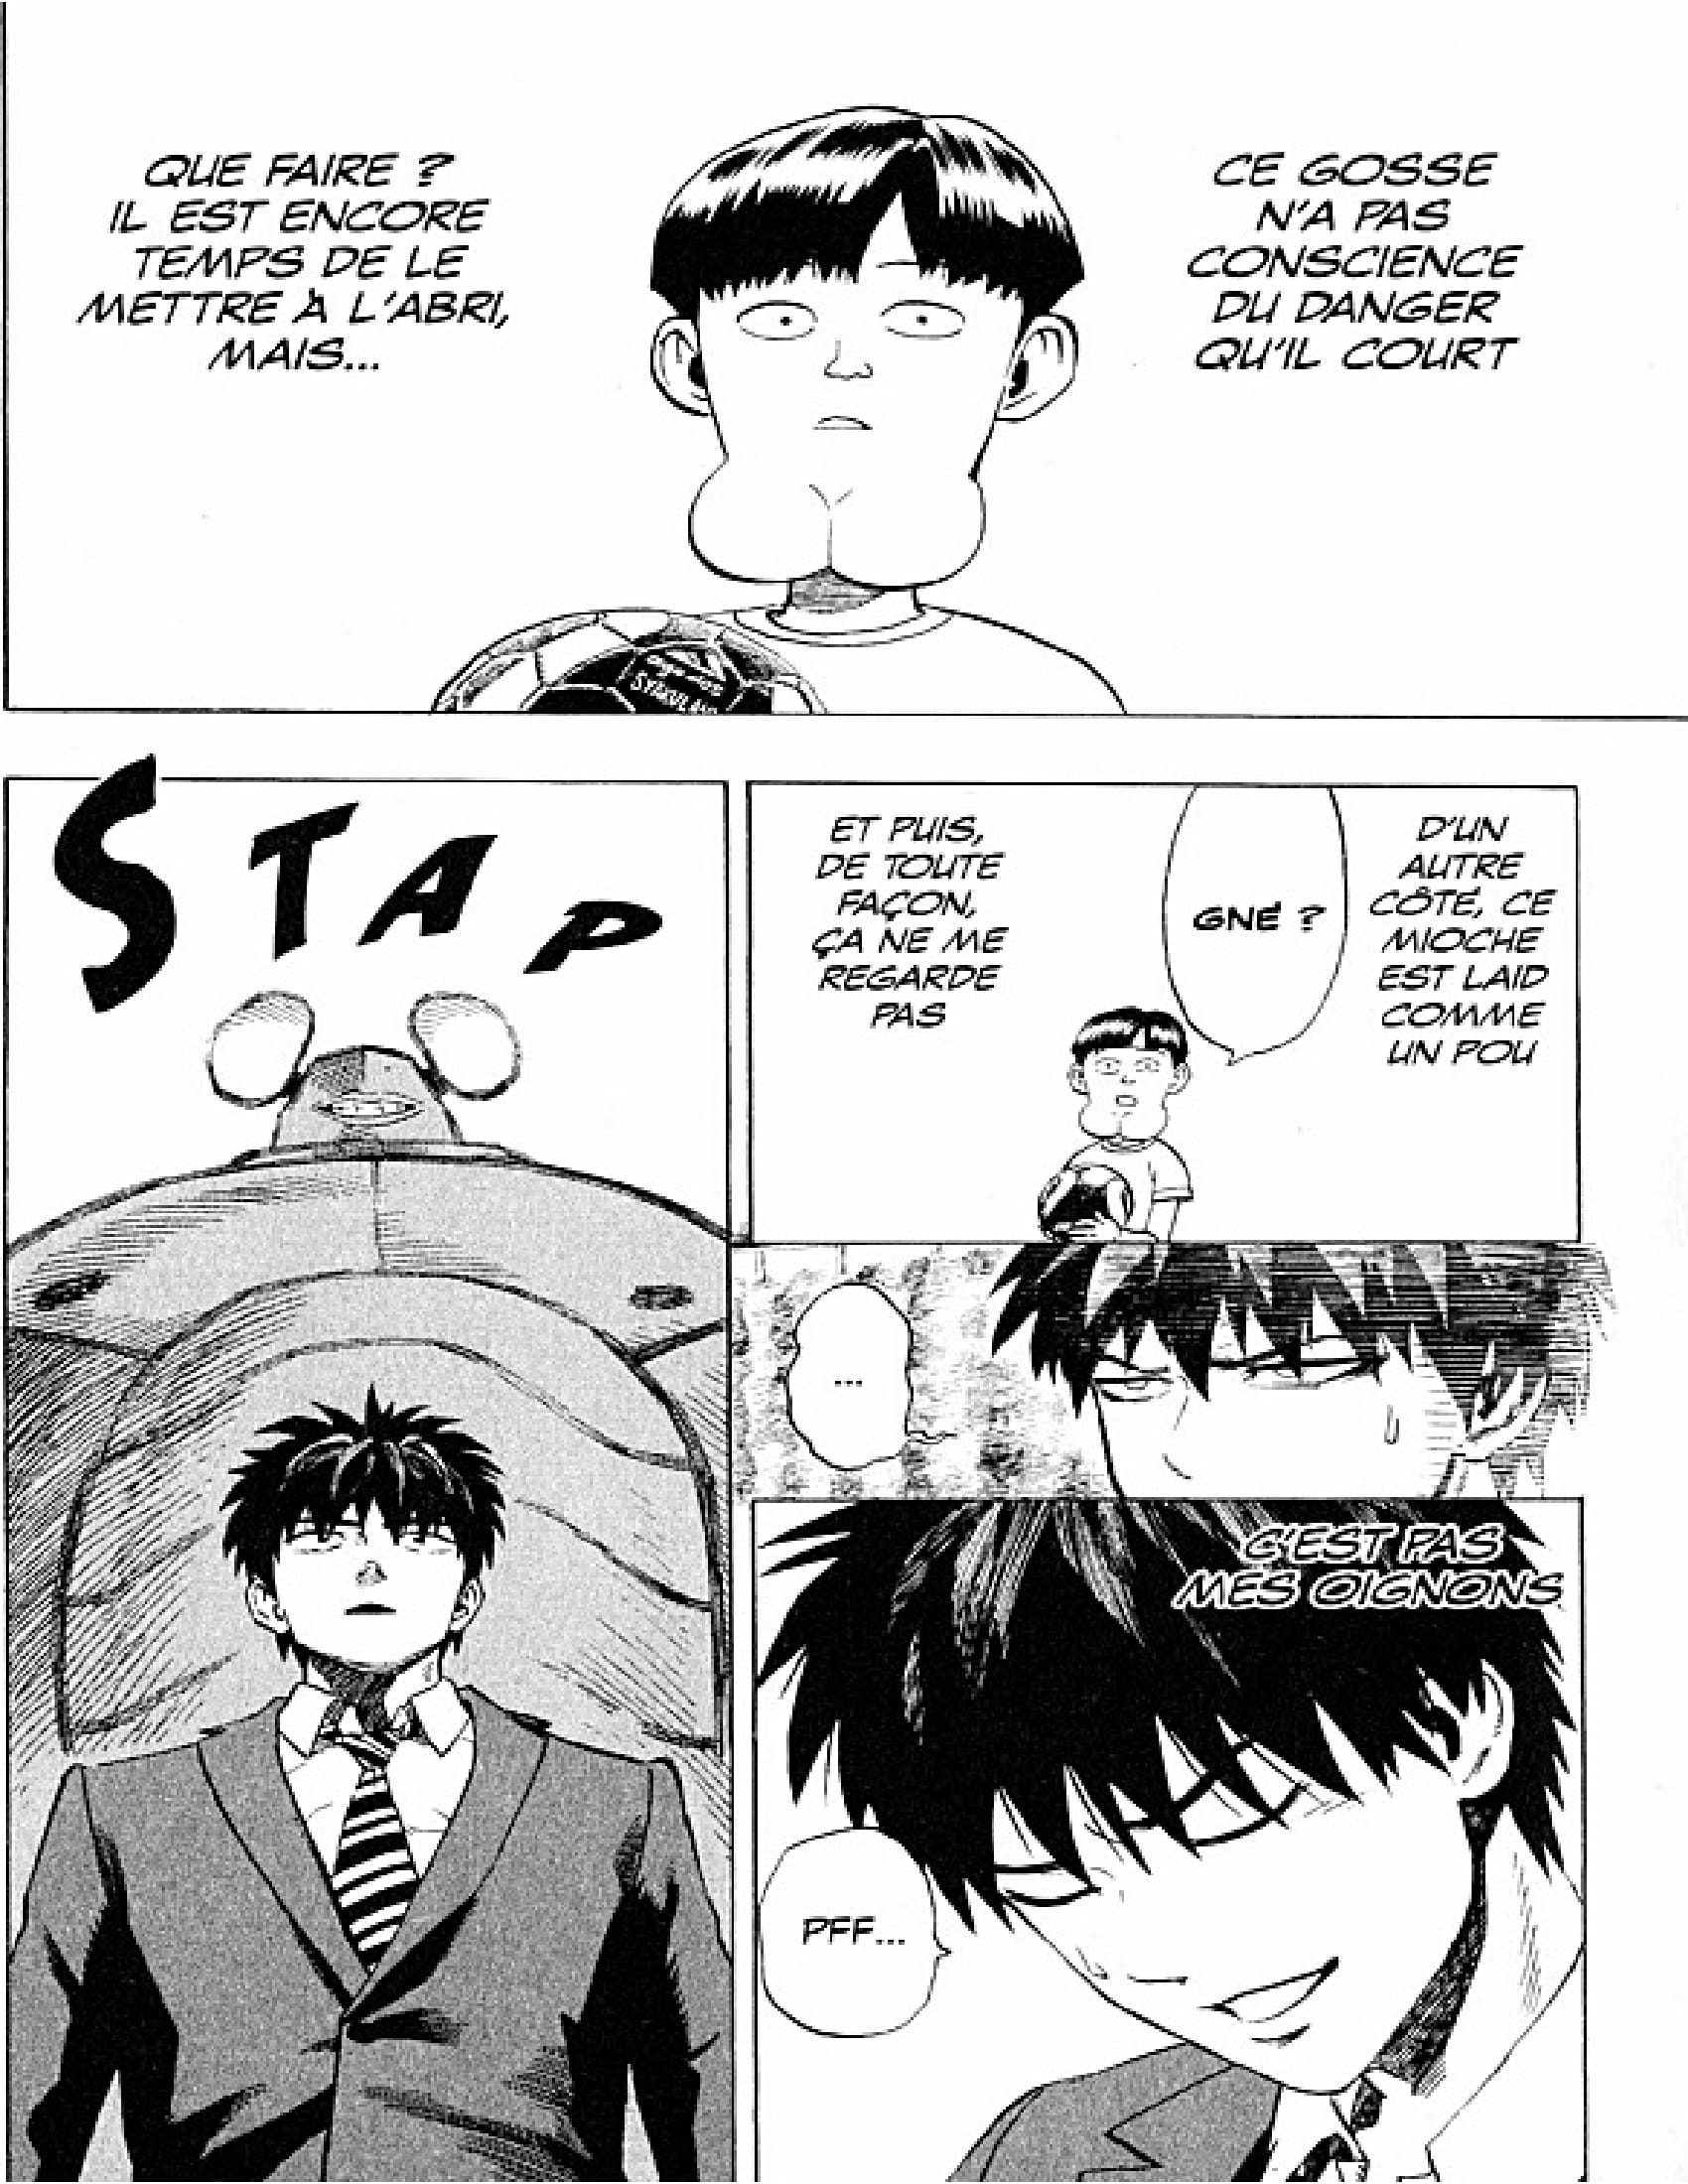 CE GOSSE
N'A PAS
CONSCIENCE
DU DANGER
QU'IL COURT
QUE FAIRE ?
IL EST ENCORE
TEMPS DE LE
METTRE À L'ABRI,
MAIS...
D'UN
AUTRE
CÔTÉ, CE
MIOCHE
EST LAID
COMME
UN POU
GNÉ ?
ET PUIS,
DE TOUTE
FAÇON,
ÇA NE ME
REGARDE
PAS
...
C'EST PAS
MES OIGNONS
PFF...
STAP